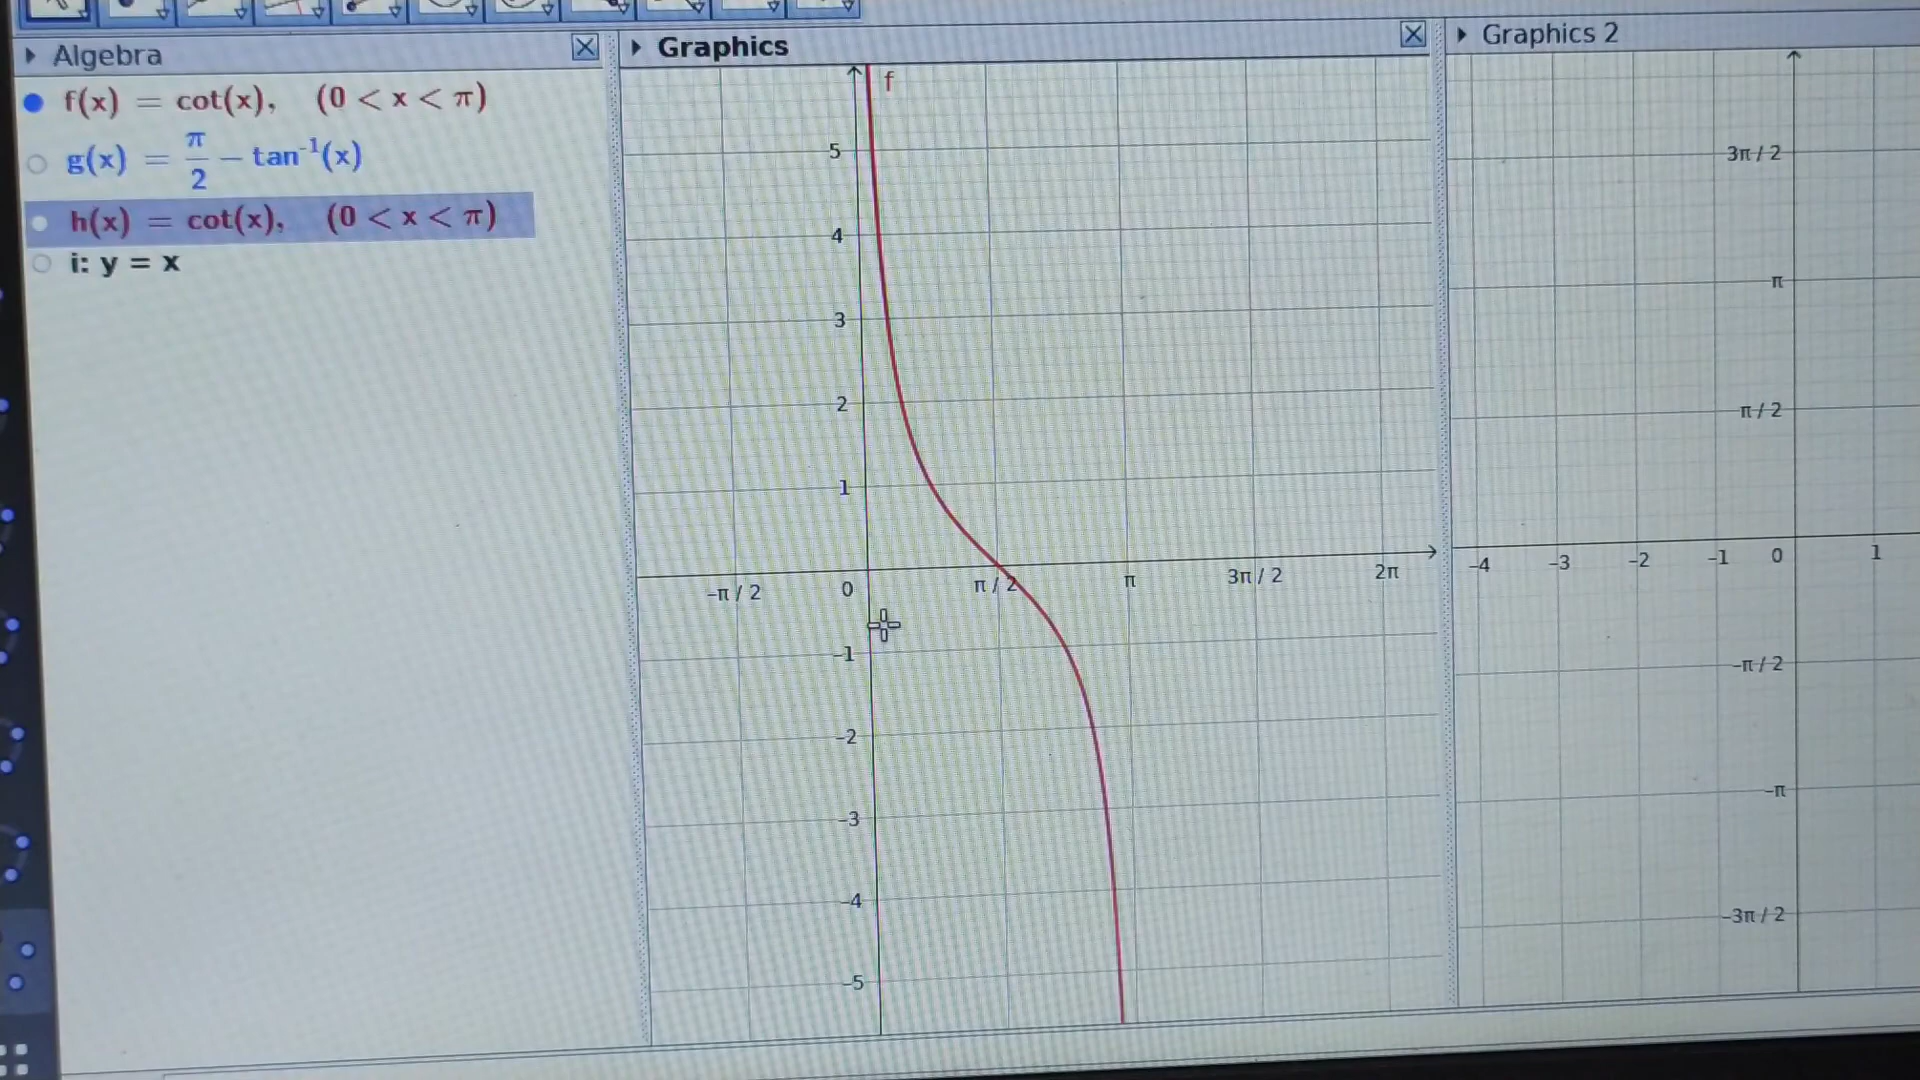 Algebra
f(x) = cot(x), (0 < x < π)
g(x) = π/2 − tan⁻¹(x)
h(x) = cot(x), (0 < x < π)
i: y = x
Graphics
f
5
4
3
2
1
−π / 2
0
π / 2
π
3π / 2
2π
−1
−2
−3
−4
−5
Graphics 2
3π / 2
π
π / 2
−4
−3
−2
−1
0
1
−π / 2
−π
−3π / 2